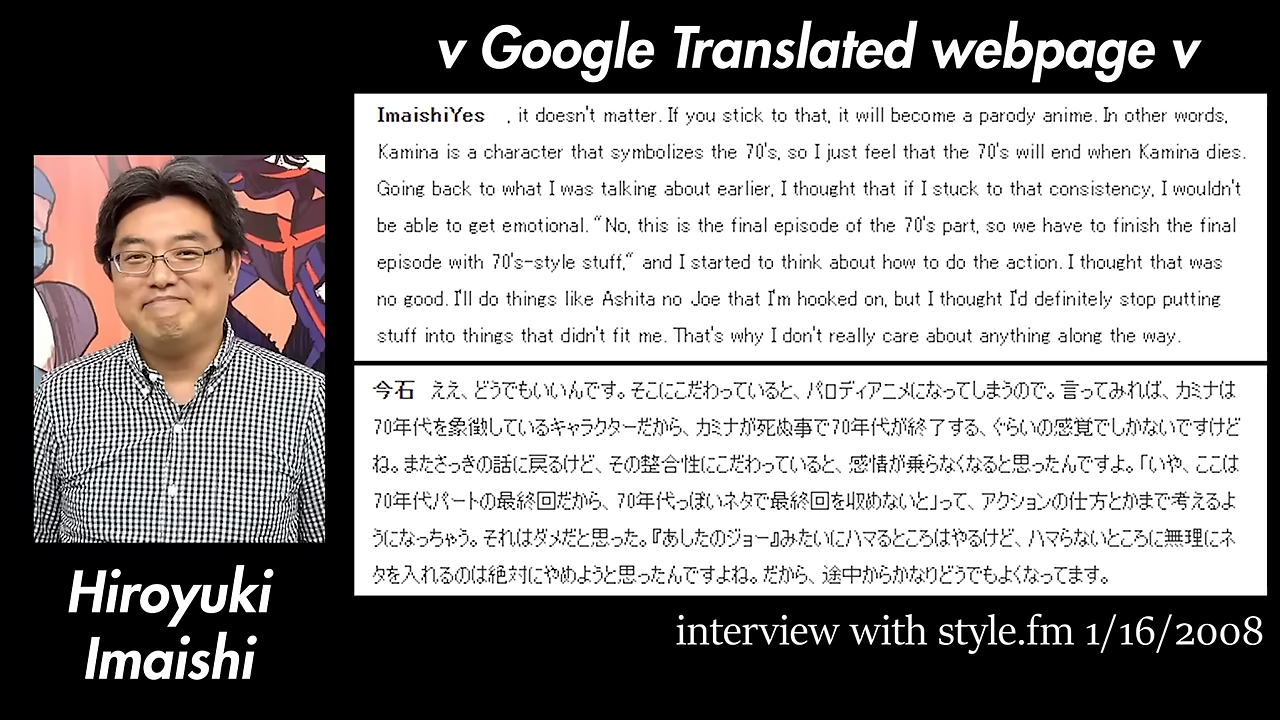 v Google Translated webpage v
ImaishiYes , it doesn't matter. If you stick to that, it will become a parody anime. In other words,
Kamina is a character that symbolizes the 70's, so I just feel that the 70's will end when Kamina dies.
Going back to what I was talking about earlier, I thought that if I stuck to that consistency, I wouldn't
be able to get emotional. "No, this is the final episode of the 70's part, so we have to finish the final
episode with 70's-style stuff," and I started to think about how to do the action. I thought that was
no good. I'll do things like Ashita no Joe that I'm hooked on, but I thought I'd definitely stop putting
stuff into things that didn't fit me. That's why I don't really care about anything along the way.
今石 ええ、どうでもいいんです。そこにこだわっていると、パロディアニメになってしまうので。言ってみれば、カミナは
70年代を象徴しているキャラクターだから、カミナが死ぬ事で70年代が終了する、ぐらいの感覚でしかないですけど
ね。またさっきの話に戻るけど、その整合性にこだわっていると、感情が乗らなくなると思ったんですよ。「いや、ここは
70年代パートの最終回だから、70年代っぽいネタで最終回を収めないと」って、アクションの仕方とかまで考えるよ
うになっちゃう。それはダメだと思った。『あしたのジョー』みたいにハマるところはやるけど、ハマらないところに無理にネ
タを入れるのは絶対にやめようと思ったんですよね。だから、途中からかなりどうでもよくなってます。
Hiroyuki
Imaishi
interview with style.fm 1/16/2008